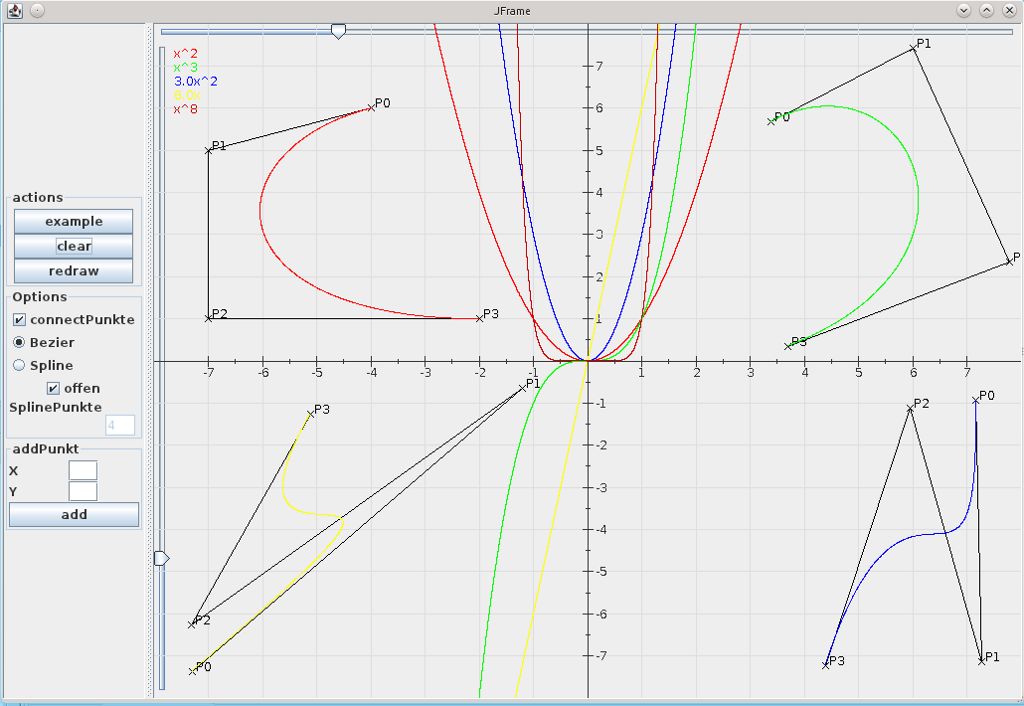 JFrame
actions
example
clear
redraw
Options
connectPunkte
Bezier
Spline
offen
SplinePunkte
4
addPunkt
X
Y
add
x^2
x^3
3.0x^2
6.0x
x^8
P0
P1
P2
P3
P0
P1
P
P3
7
6
5
4
3
2
1
-7 -6 -5 -4 -3 -2 -1 1 2 3 4 5 6 7
-1
-2
-3
-4
-5
-6
-7
P1
P3
P2
P0
P2
P0
P1
P3